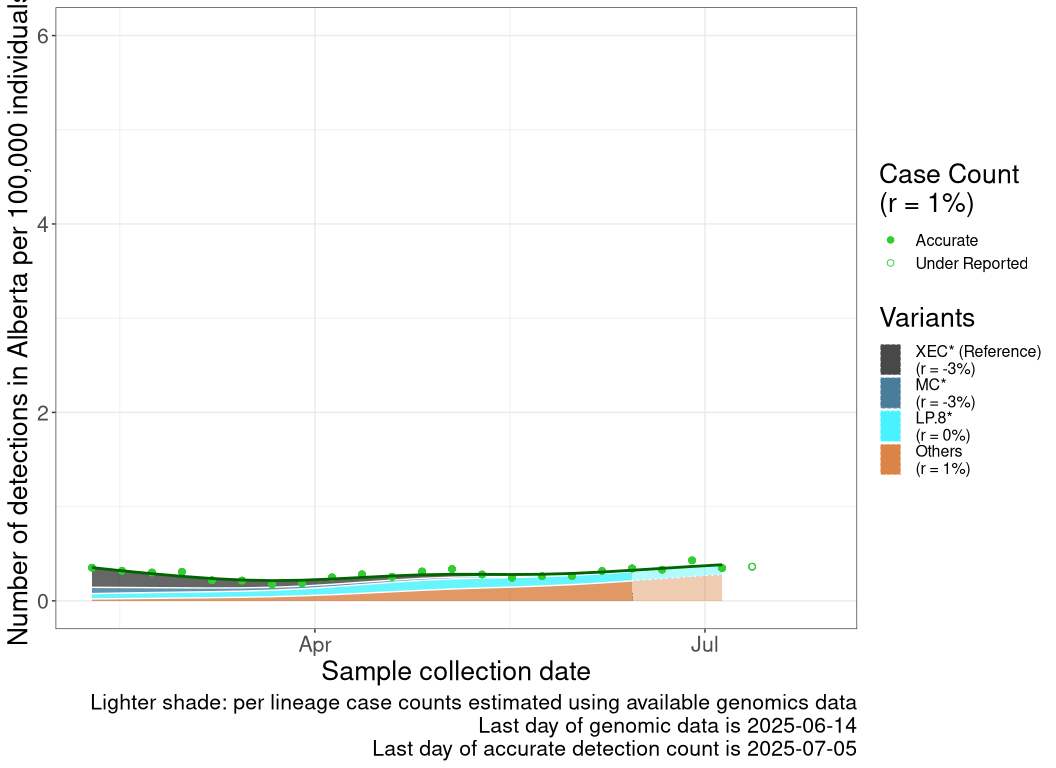 Number of detections in Alberta per 100,000 individuals
6
4
2
0
Apr
Jul
Sample collection date
Case Count
(r = 1%)
Accurate
Under Reported
Variants
XEC* (Reference)
(r = -3%)
MC*
(r = -3%)
LP.8*
(r = 0%)
Others
(r = 1%)
Lighter shade: per lineage case counts estimated using available genomics data
Last day of genomic data is 2025-06-14
Last day of accurate detection count is 2025-07-05